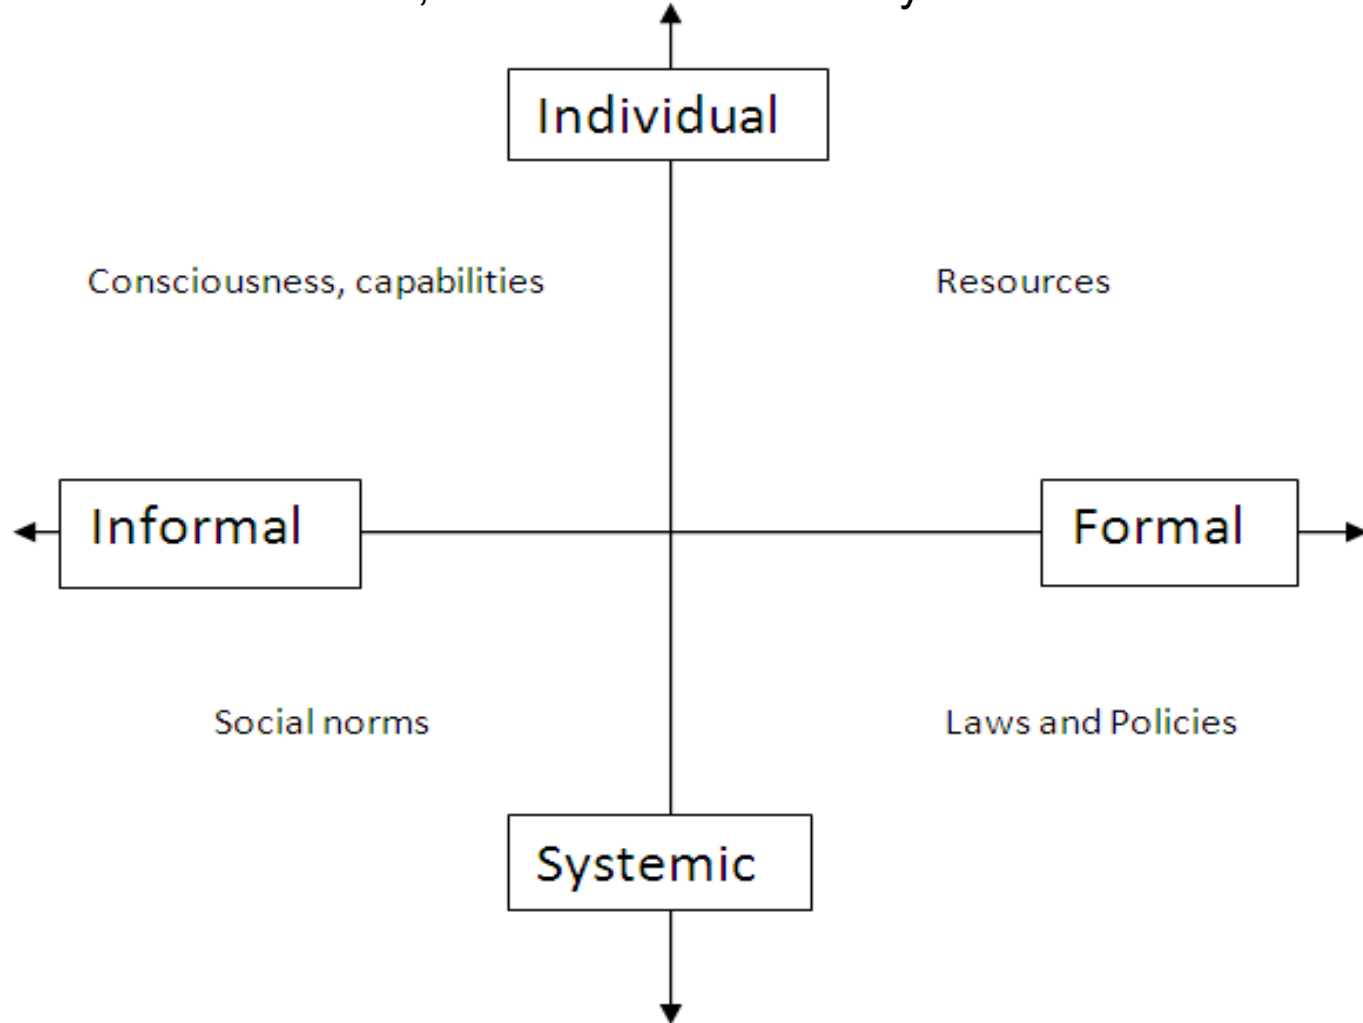 Individual
Consciousness, capabilities
Resources
Informal
Formal
Social norms
Laws and Policies
Systemic